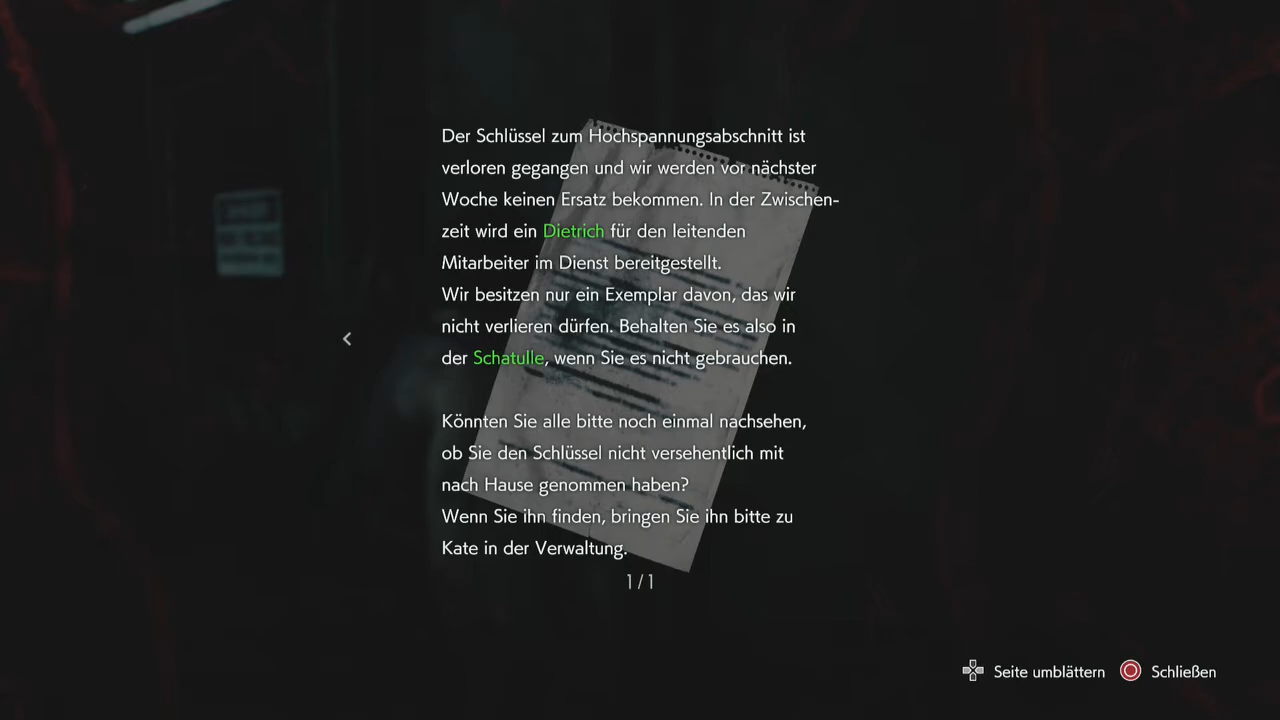 Der Schlüssel zum Hochspannungsabschnitt ist
verloren gegangen und wir werden vor nächster
Woche keinen Ersatz bekommen. In der Zwischen-
zeit wird ein Dietrich für den leitenden
Mitarbeiter im Dienst bereitgestellt.
Wir besitzen nur ein Exemplar davon, das wir
nicht verlieren dürfen. Behalten Sie es also in
der Schatulle, wenn Sie es nicht gebrauchen.
Könnten Sie alle bitte noch einmal nachsehen,
ob Sie den Schlüssel nicht versehentlich mit
nach Hause genommen haben?
Wenn Sie ihn finden, bringen Sie ihn bitte zu
Kate in der Verwaltung.
1/1
Seite umblättern Schließen